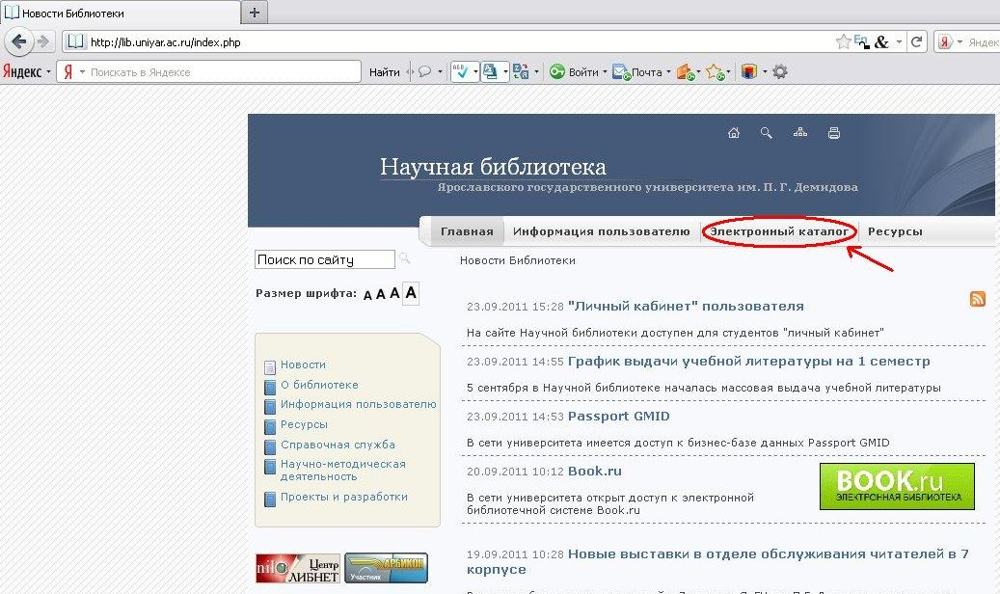 Новости Библиотеки
http://lib.uniyar.ac.ru/index.php
Яндекс
Яндекс
Поискать в Яндексе
Найти
Войти
Почта
Научная библиотека
Ярославского государственного университета им. П. Г. Демидова
Главная
Информация пользователю
Электронный каталог
Ресурсы
Поиск по сайту
Новости Библиотеки
Размер шрифта: A A A A
23.09.2011 15:28 "Личный кабинет" пользователя
На сайте Научной библиотеки доступен для студентов "личный кабинет"
23.09.2011 14:55 График выдачи учебной литературы на 1 семестр
5 сентября в Научной библиотеке началась массовая выдача учебной литературы
23.09.2011 14:53 Passport GMID
В сети университета имеется доступ к бизнес-базе данных Passport GMID
20.09.2011 10:12 Book.ru
В сети университета открыт доступ к электронной
библиотечной системе Book.ru
BOOK.ru
ЭЛЕКТРОННАЯ БИБЛИОТЕКА
19.09.2011 10:28 Новые выставки в отделе обслуживания читателей в 7
корпусе
Новости
О библиотеке
Информация пользователю
Ресурсы
Справочная служба
Научно-методическая
деятельность
Проекты и разработки
nilc Центр
ЛИБНЕТ
АРБИКОН
Участник